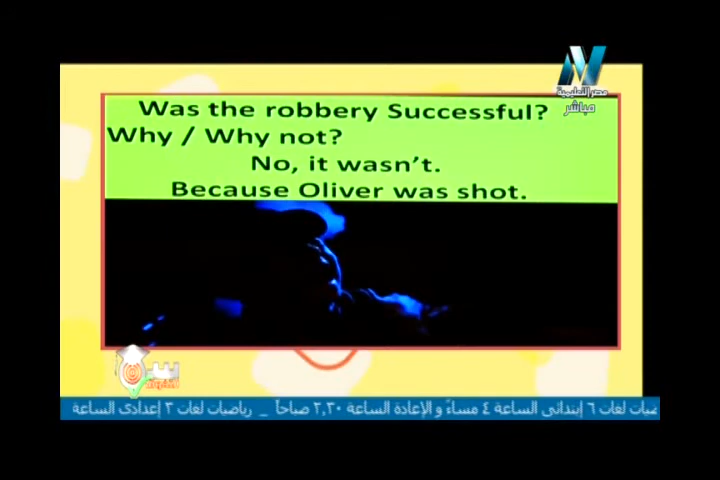 Was the robbery Successful?
Why / Why not?
No, it wasn't.
Because Oliver was shot.
مصر التعليمية
مباشر
ضيات لغات ٦ إبتدائى الساعة ٤ مساءً و الإعادة الساعة ٢,٣٠ صباحاً _ رياضيات لغات ٣ إعدادى الساعة